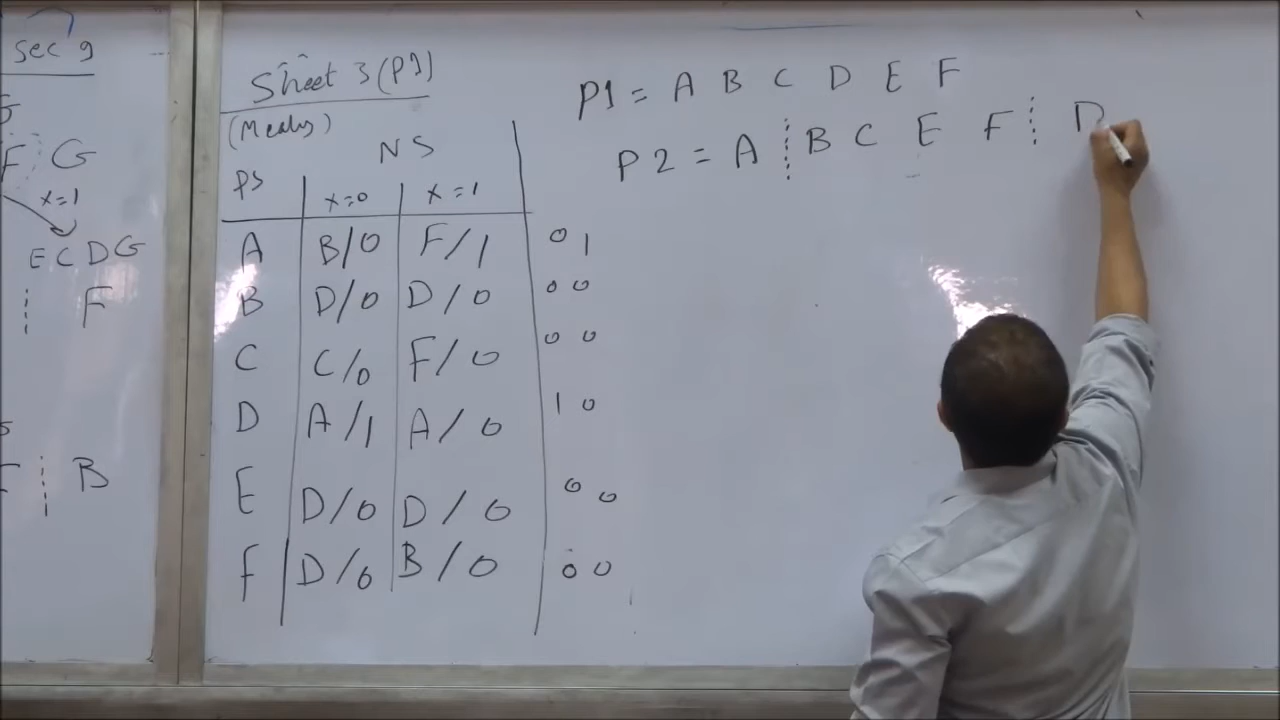 sec 9
G
F G
x=1
E C D G
F
F B
Sheet 3 (P1)
(Mealy)
NS
PS x=0 x=1
A B/0 F/1 0 1
B D/0 D/0 0 0
C C/0 F/0 0 0
D A/1 A/0 1 0
E D/0 D/0 0 0
F D/0 B/0 0 0
P1 = A B C D E F
P2 = A B C E F D